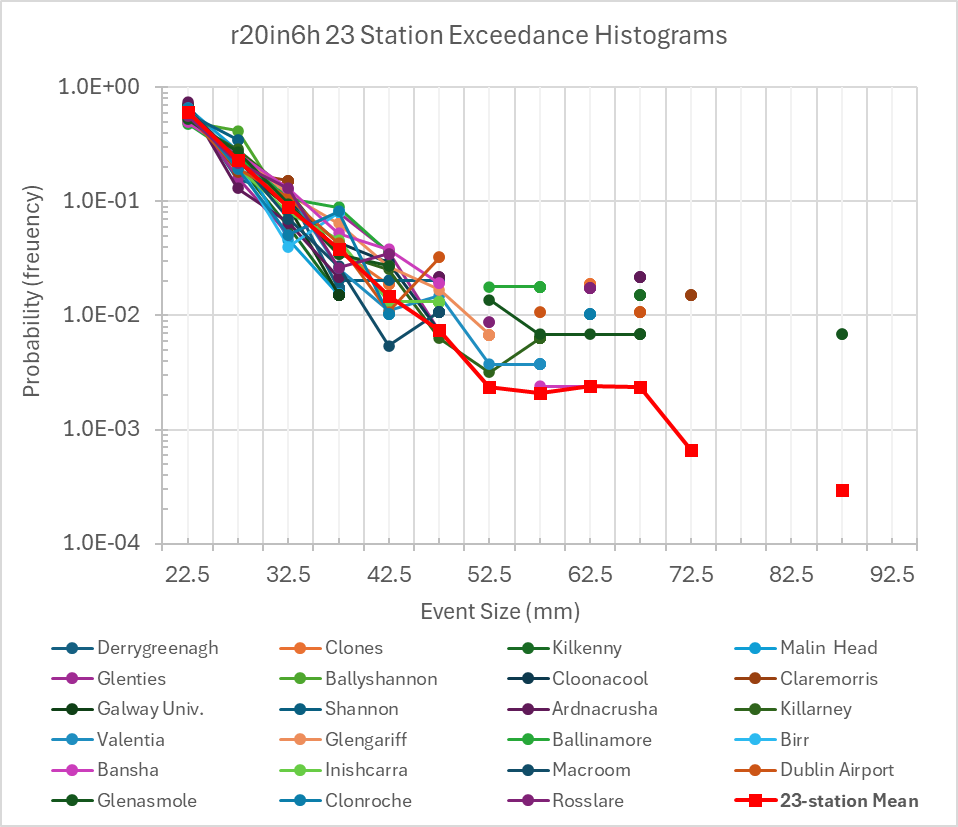 r20in6h 23 Station Exceedance Histograms
1.0E+00
1.0E-01
1.0E-02
1.0E-03
1.0E-04
Probability (freuency)
22.5 32.5 42.5 52.5 62.5 72.5 82.5 92.5
Event Size (mm)
Derrygreenagh Clones Kilkenny Malin Head
Glenties Ballyshannon Cloonacool Claremorris
Galway Univ. Shannon Ardnacrusha Killarney
Valentia Glengariff Ballinamore Birr
Bansha Inishcarra Macroom Dublin Airport
Glenasmole Clonroche Rosslare 23-station Mean